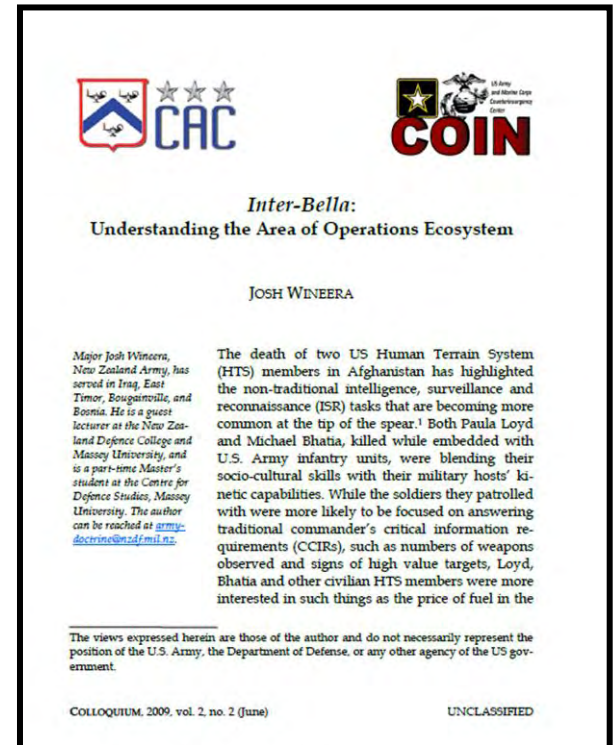 CAC
US Army
and Marine Corps
Counterinsurgency
Center
COIN
Inter-Bella:
Understanding the Area of Operations Ecosystem
JOSH WINEERA
Major Josh Wineera,
New Zealand Army, has
served in Iraq, East
Timor, Bougainville, and
Bosnia. He is a guest
lecturer at the New Zea-
land Defence College and
Massey University, and
is a part-time Master's
student at the Centre for
Defence Studies, Massey
University. The author
can be reached at army-
doctrine@nzdf.mil.nz.
The death of two US Human Terrain System
(HTS) members in Afghanistan has highlighted
the non-traditional intelligence, surveillance and
reconnaissance (ISR) tasks that are becoming more
common at the tip of the spear.¹ Both Paula Loyd
and Michael Bhatia, killed while embedded with
U.S. Army infantry units, were blending their
socio-cultural skills with their military hosts' ki-
netic capabilities. While the soldiers they patrolled
with were more likely to be focused on answering
traditional commander's critical information re-
quirements (CCIRs), such as numbers of weapons
observed and signs of high value targets, Loyd,
Bhatia and other civilian HTS members were more
interested in such things as the price of fuel in the
The views expressed herein are those of the author and do not necessarily represent the
position of the U.S. Army, the Department of Defense, or any other agency of the US gov-
ernment.
COLLOQUIUM, 2009, vol. 2, no. 2 (June) UNCLASSIFIED